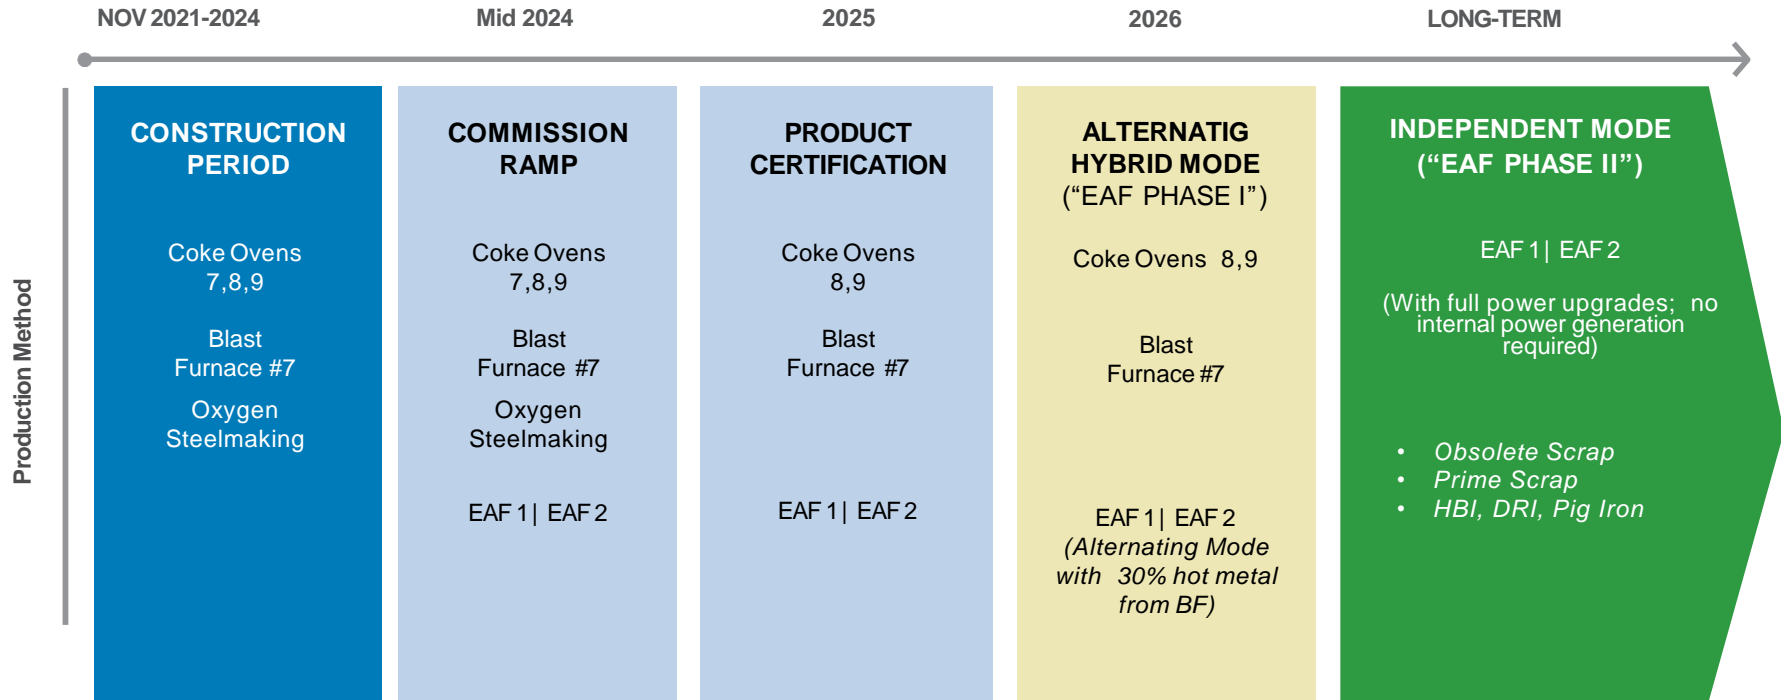 NOV 2021-2024
Mid 2024
2025
2026
LONG-TERM
Production Method
CONSTRUCTION
PERIOD
Coke Ovens
7,8,9
Blast
Furnace #7
Oxygen
Steelmaking
COMMISSION
RAMP
Coke Ovens
7,8,9
Blast
Furnace #7
Oxygen
Steelmaking
EAF 1| EAF 2
PRODUCT
CERTIFICATION
Coke Ovens
8,9
Blast
Furnace #7
EAF 1| EAF 2
ALTERNATIG
HYBRID MODE
(“EAF PHASE I”)
Coke Ovens 8,9
Blast
Furnace #7
EAF 1| EAF 2
(Alternating Mode
with 30% hot metal
from BF)
INDEPENDENT MODE
(“EAF PHASE II”)
EAF 1| EAF 2
(With full power upgrades; no
internal power generation
required)
• Obsolete Scrap
• Prime Scrap
• HBI, DRI, Pig Iron